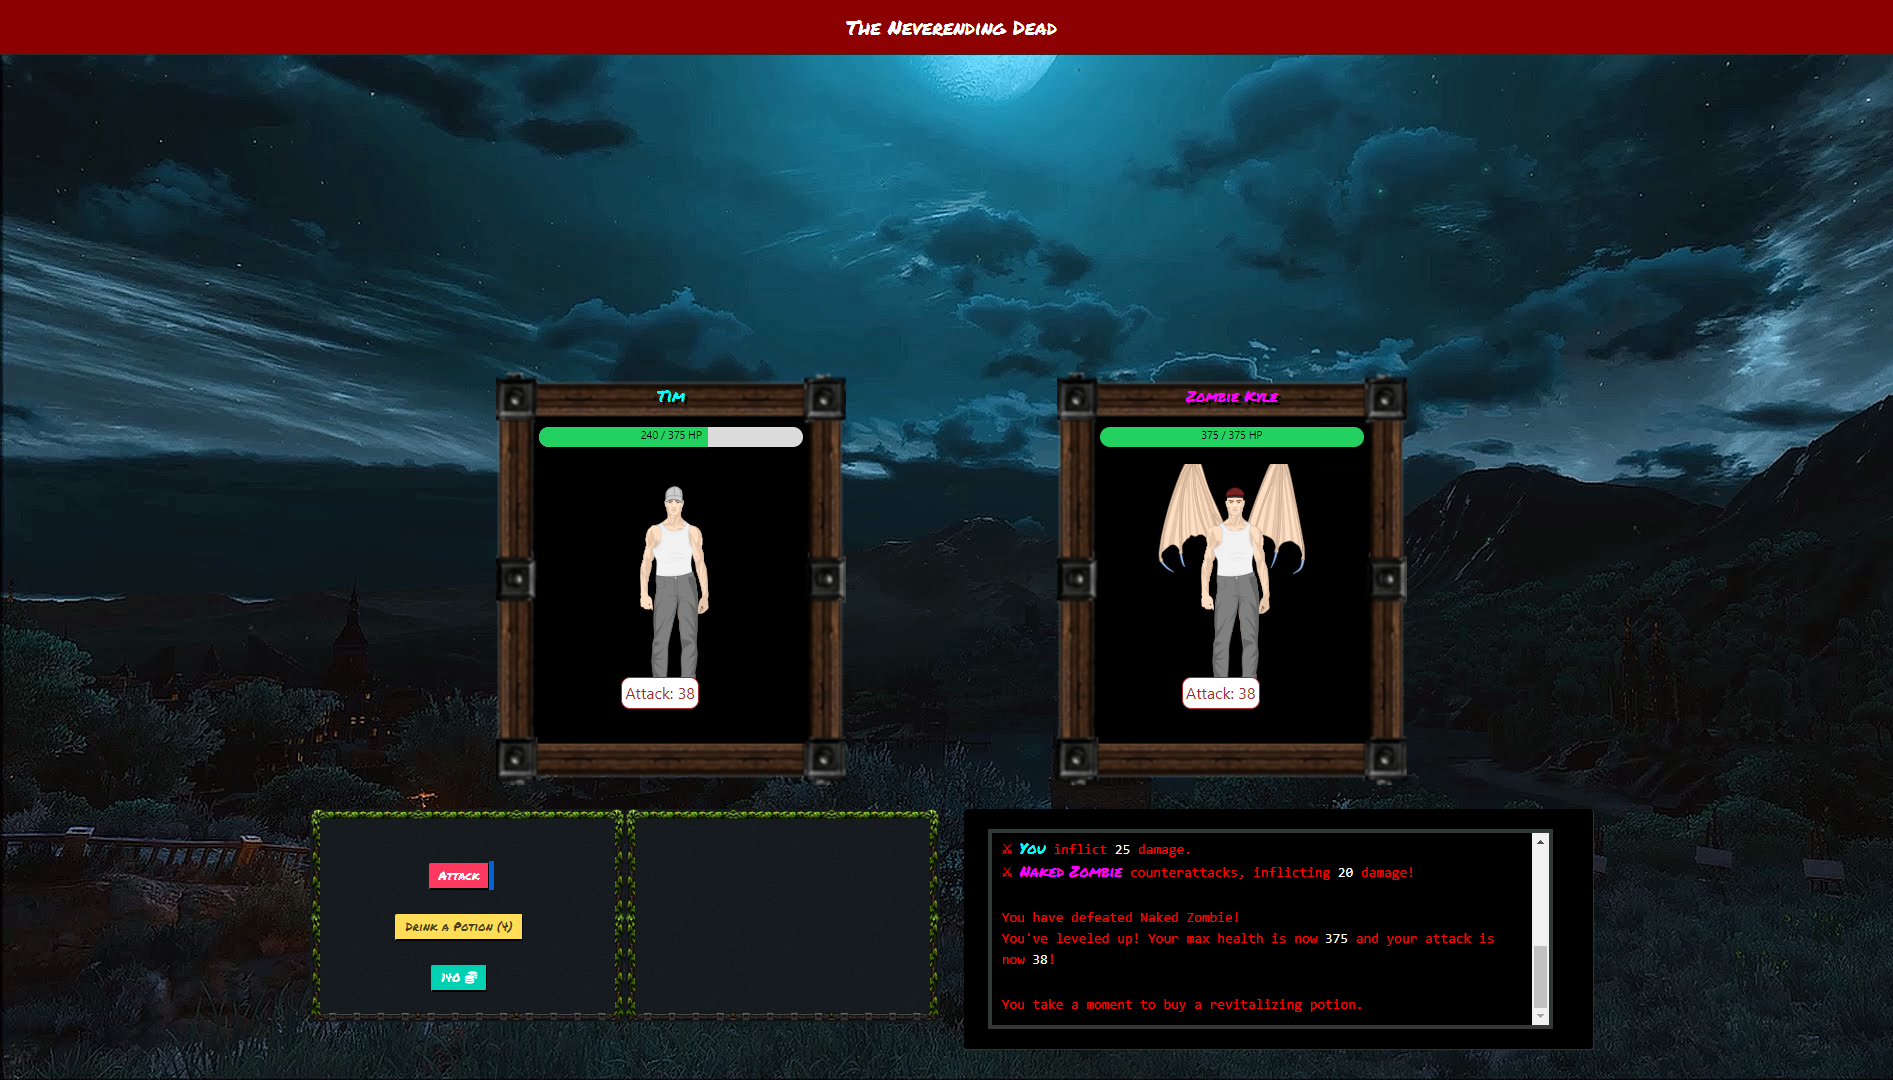 The Neverending Dead
Tim
240 / 375 HP
Attack: 38
Zombie Kyle
375 / 375 HP
Attack: 38
Attack
Drink a Potion (4)
140
You inflict 25 damage.
Naked Zombie counterattacks, inflicting 20 damage!
You have defeated Naked Zombie!
You've leveled up! Your max health is now 375 and your attack is
now 38!
You take a moment to buy a revitalizing potion.